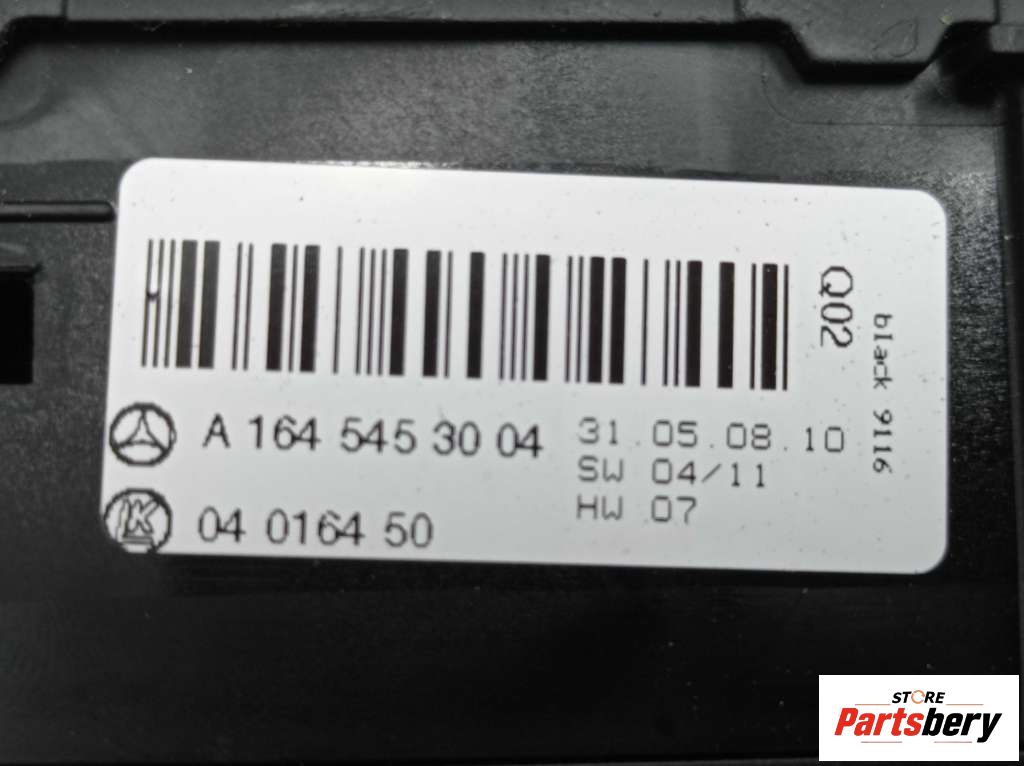 Q02
black 9116
A 164 545 30 04
31.05.08.10
SW 04/11
HW 07
LK
04 0164 50
STORE
Partsbery